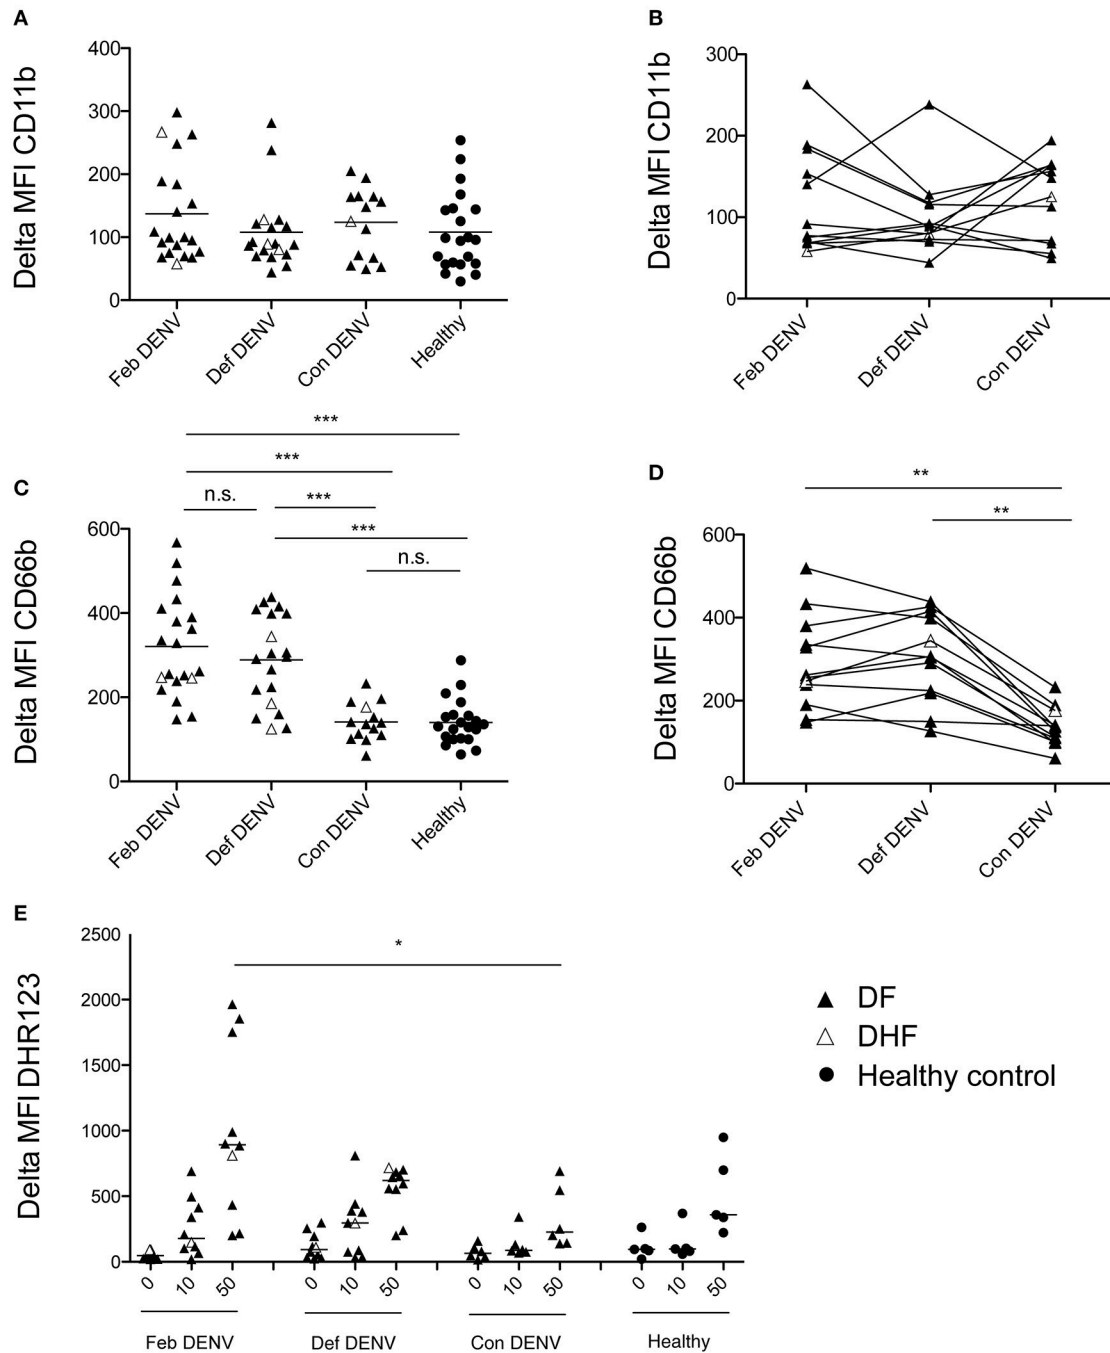 A
Delta MFI CD11b
400
300
200
100
0
Feb DENV
Def DENV
Con DENV
Healthy
B
Delta MFI CD11b
300
200
100
0
Feb DENV
Def DENV
Con DENV
C
***
***
n.s.
***
***
n.s.
Delta MFI CD66b
600
400
200
0
Feb DENV
Def DENV
Con DENV
Healthy
D
**
**
Delta MFI CD66b
600
400
200
0
Feb DENV
Def DENV
Con DENV
E
*
Delta MFI DHR123
2500
2000
1500
1000
500
0
0 10 50 0 10 50 0 10 50 0 10 50
Feb DENV Def DENV Con DENV Healthy
DF
DHF
Healthy control